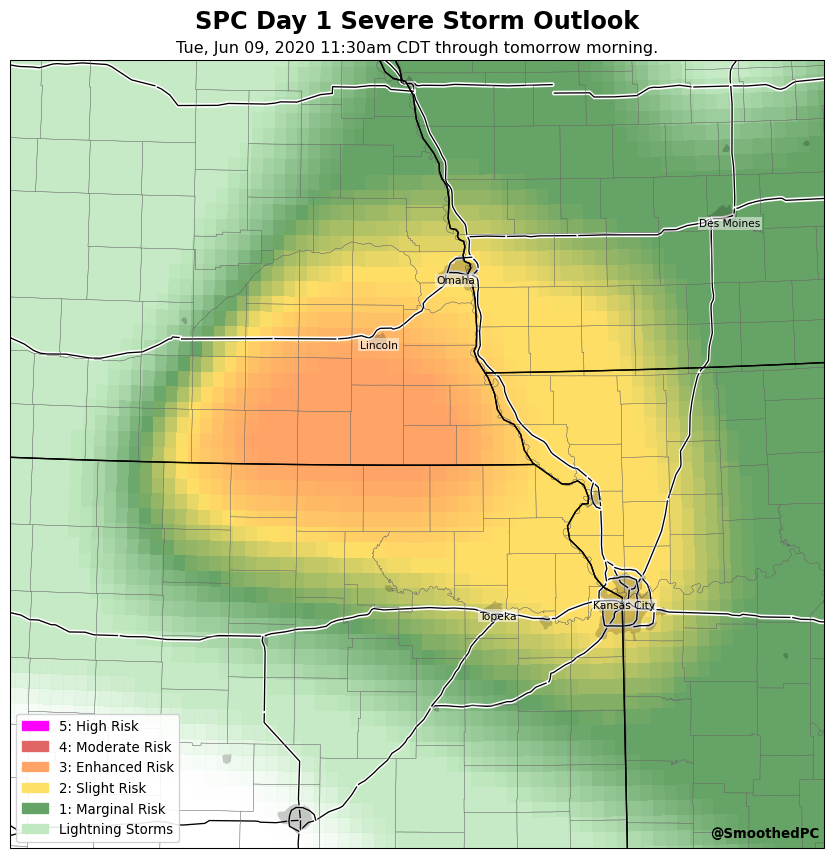 SPC Day 1 Severe Storm Outlook
Tue, Jun 09, 2020 11:30am CDT through tomorrow morning.
Des Moines
Omaha
Lincoln
Kansas City
Topeka
5: High Risk
4: Moderate Risk
3: Enhanced Risk
2: Slight Risk
1: Marginal Risk
Lightning Storms
@SmoothedPC